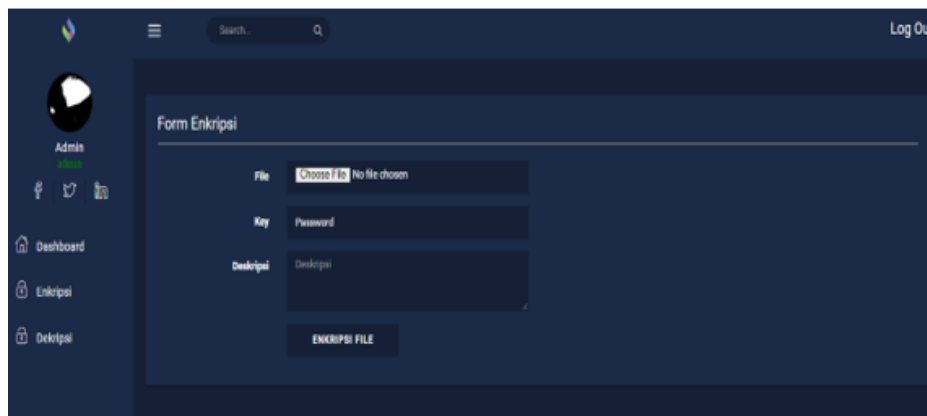 Search..
Log Ou
Admin
Form Enkripsi
File
Choose File No file chosen
Key
Password
Deskripsi
Deskripsi
ENKRIPSI FILE
Dashboard
Enkripsi
Dekripsi